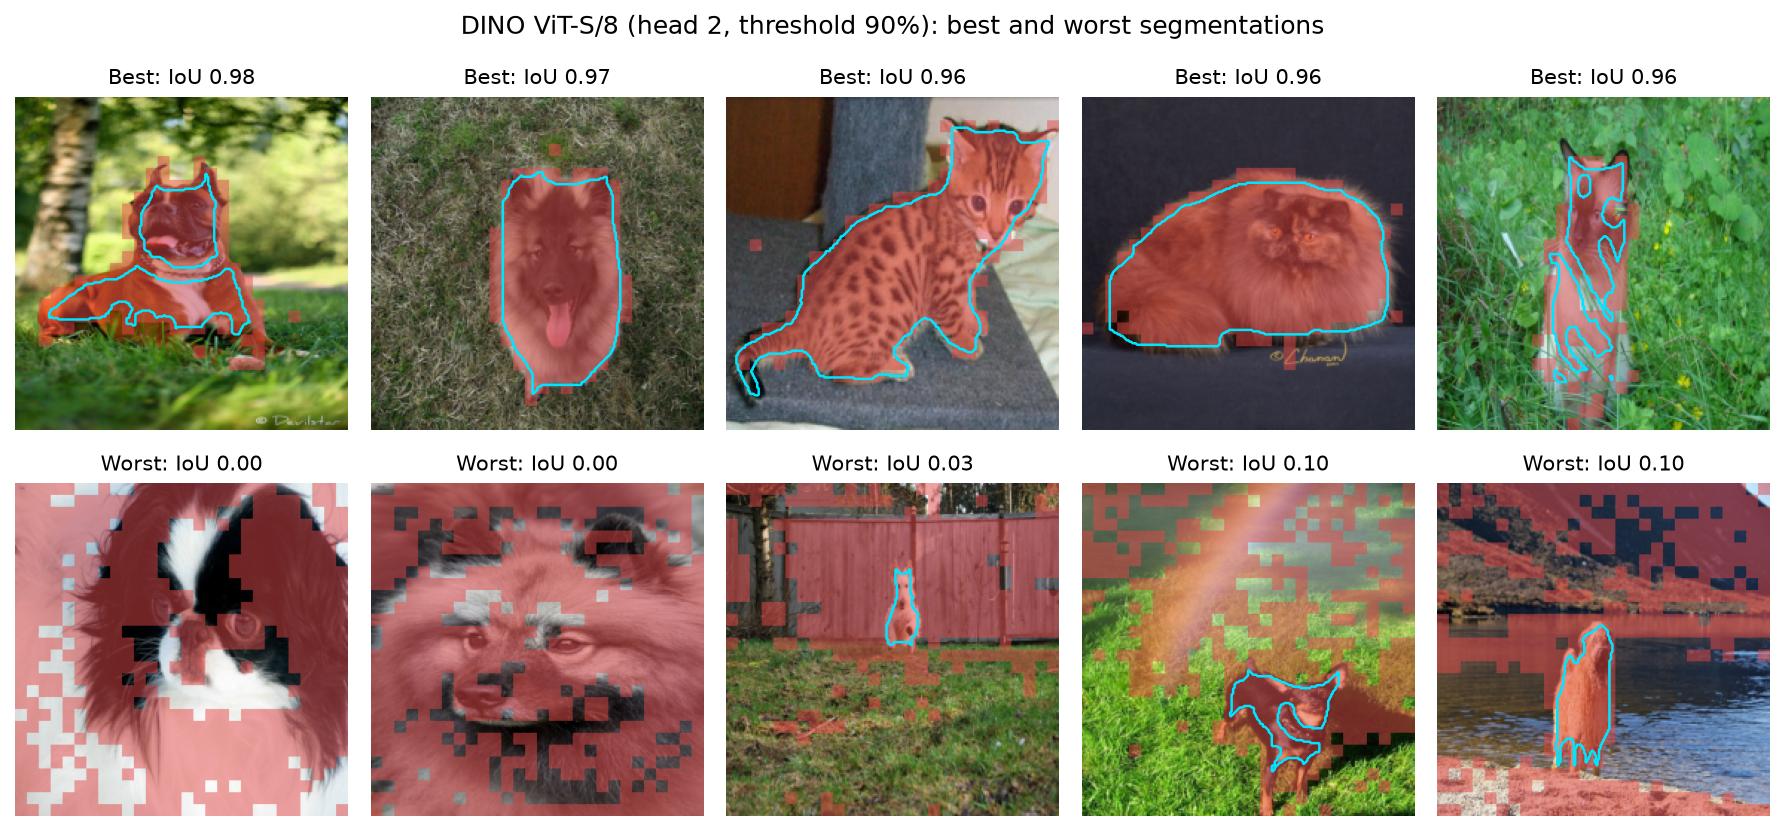 DINO ViT-S/8 (head 2, threshold 90%): best and worst segmentations
Best: IoU 0.98
Best: IoU 0.97
Best: IoU 0.96
Best: IoU 0.96
Best: IoU 0.96
© Devilstar
© Chanan
Worst: IoU 0.00
Worst: IoU 0.00
Worst: IoU 0.03
Worst: IoU 0.10
Worst: IoU 0.10